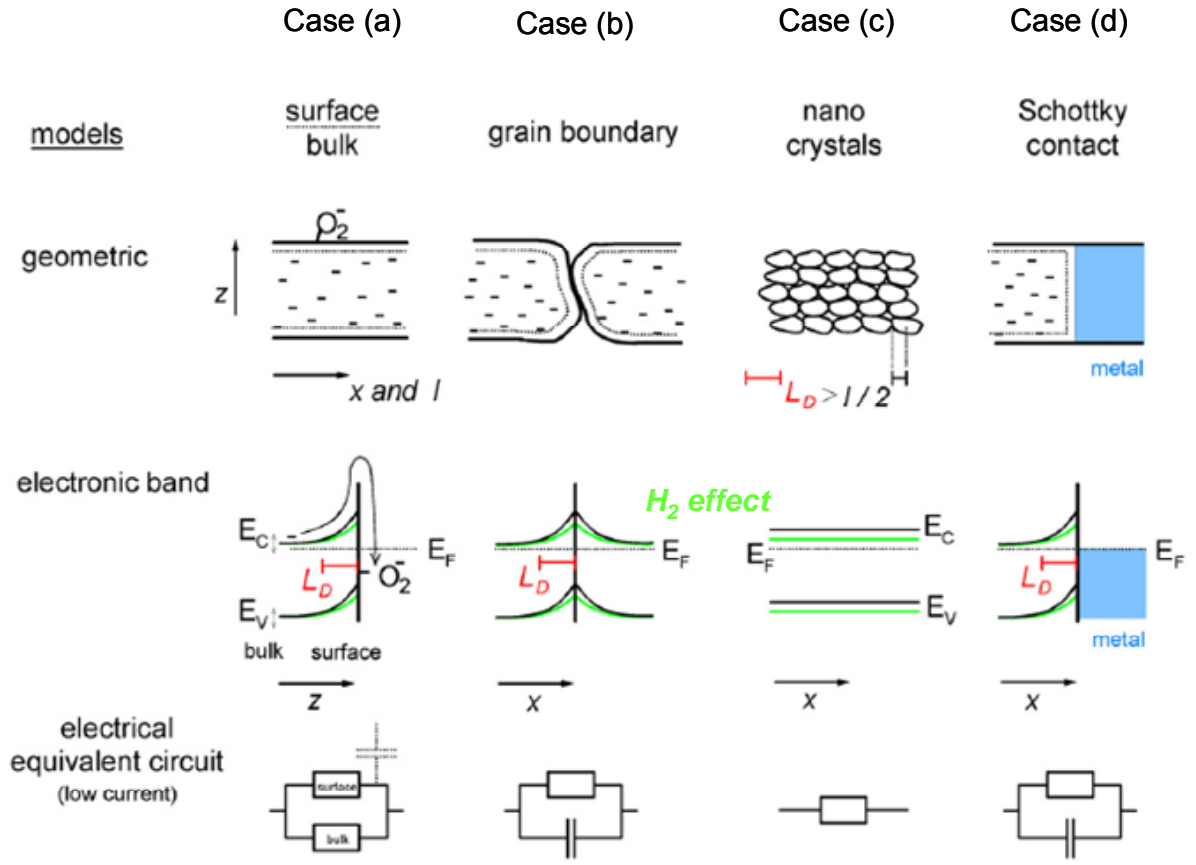 Case (a)
Case (b)
Case (c)
Case (d)
models
surface
bulk
grain boundary
nano
crystals
Schottky
contact
geometric
z
O2-
x and l
LD > l / 2
metal
electronic band
H2 effect
EC
EF
LD
O2-
EV
bulk
surface
z
EF
LD
x
EC
EF
EV
x
EF
LD
metal
x
electrical
equivalent circuit
(low current)
surface
bulk